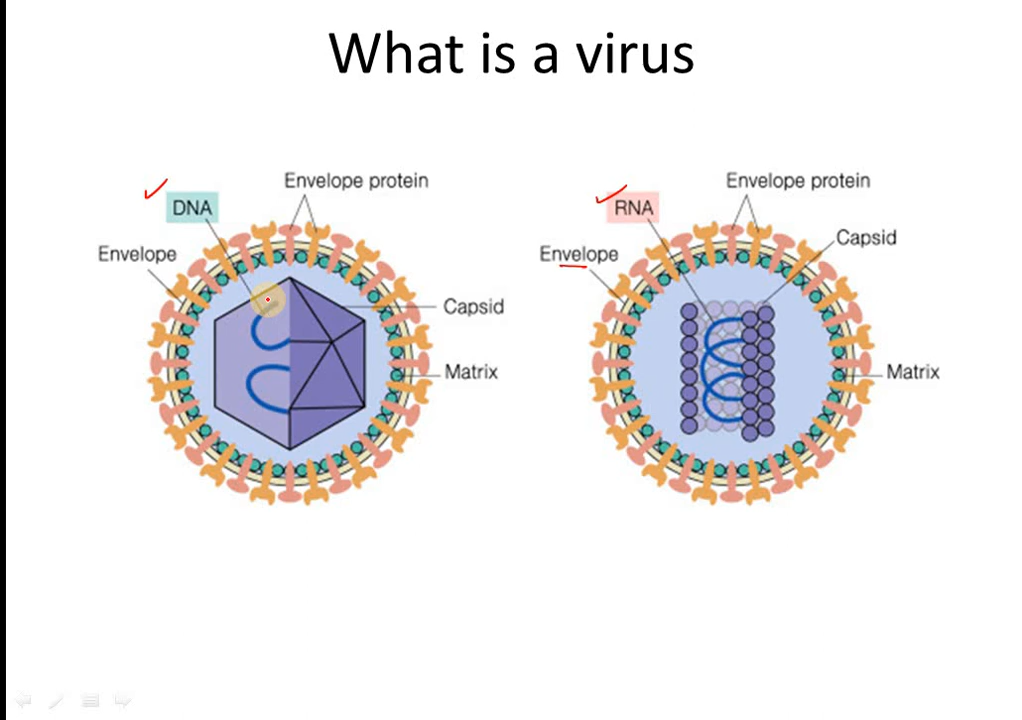 What is a virus
Envelope protein
DNA
Envelope
Capsid
Matrix
Envelope protein
RNA
Capsid
Envelope
Matrix